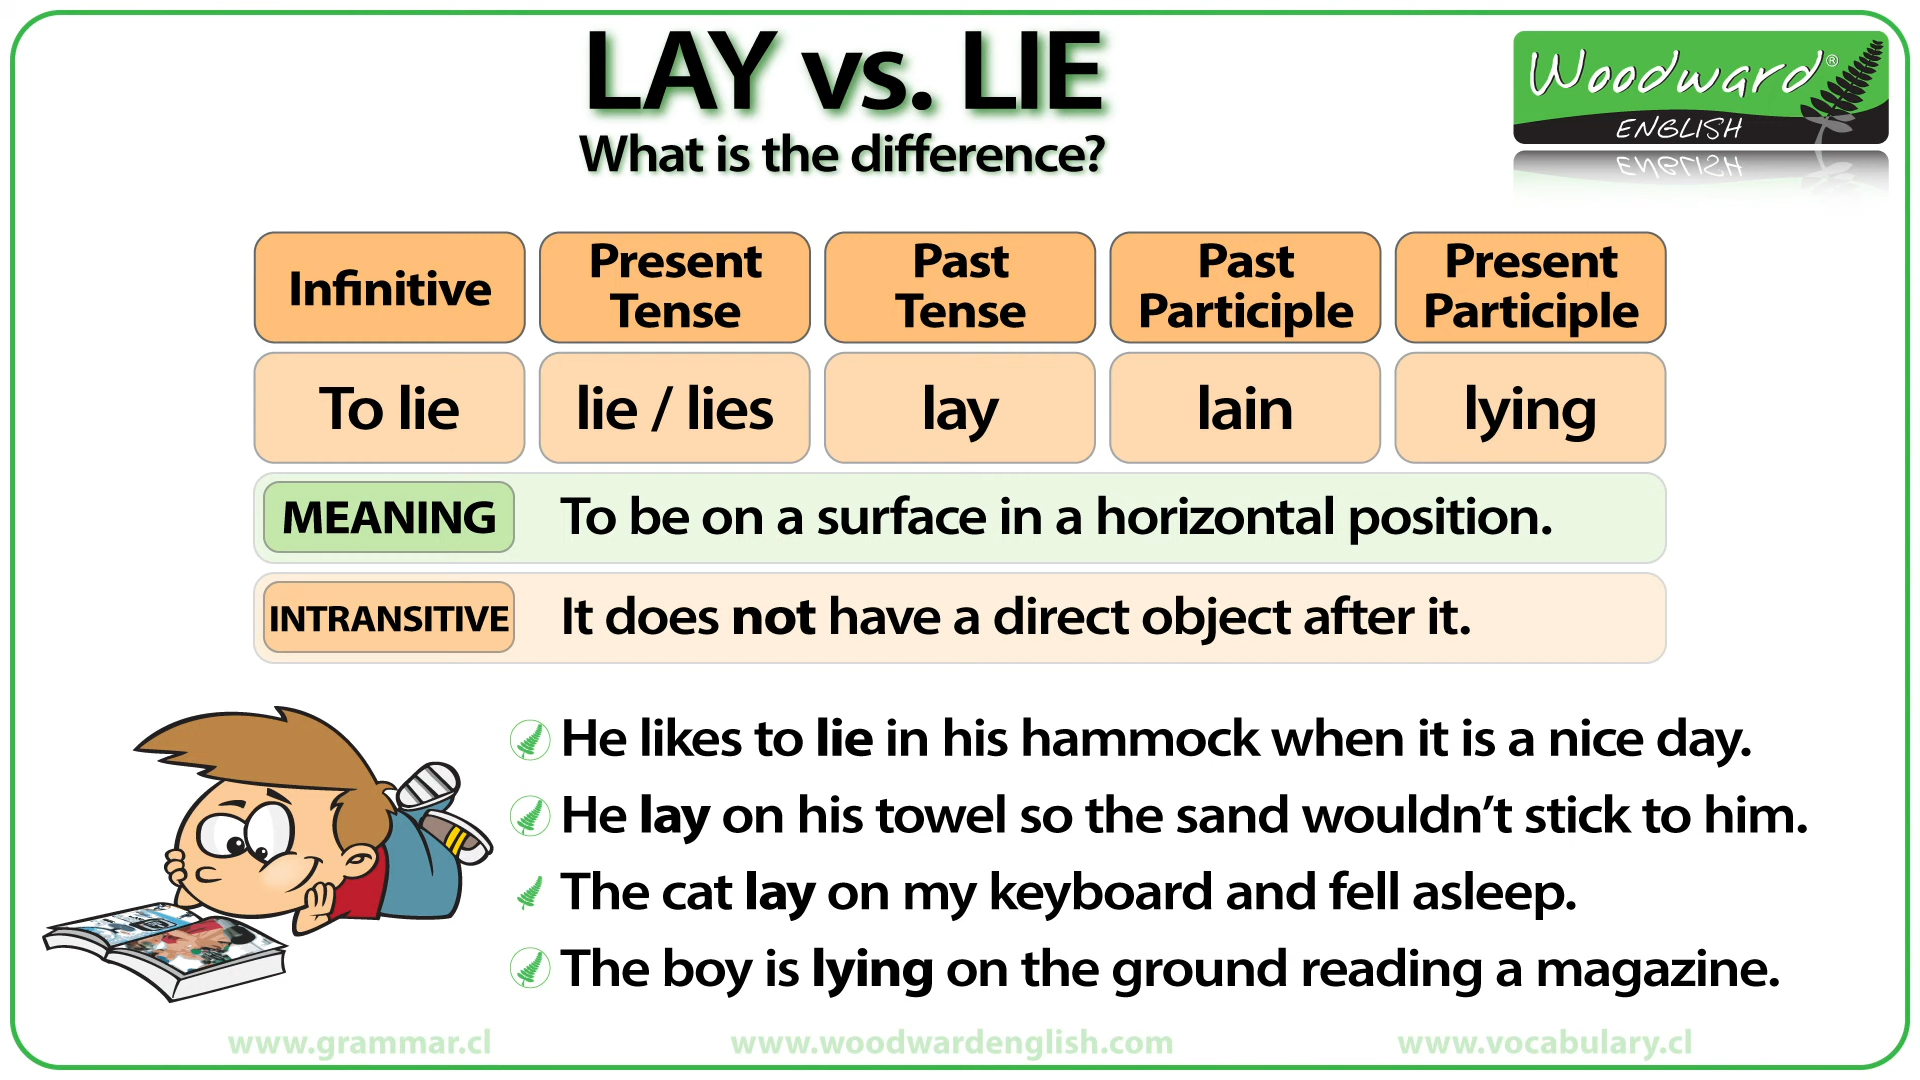 LAY vs. LIE
What is the difference?
Woodward®
ENGLISH
Infinitive
Present Tense
Past Tense
Past Participle
Present Participle
To lie
lie / lies
lay
lain
lying
MEANING
To be on a surface in a horizontal position.
INTRANSITIVE
It does not have a direct object after it.
He likes to lie in his hammock when it is a nice day.
He lay on his towel so the sand wouldn't stick to him.
The cat lay on my keyboard and fell asleep.
The boy is lying on the ground reading a magazine.
www.grammar.cl
www.woodwardenglish.com
www.vocabulary.cl